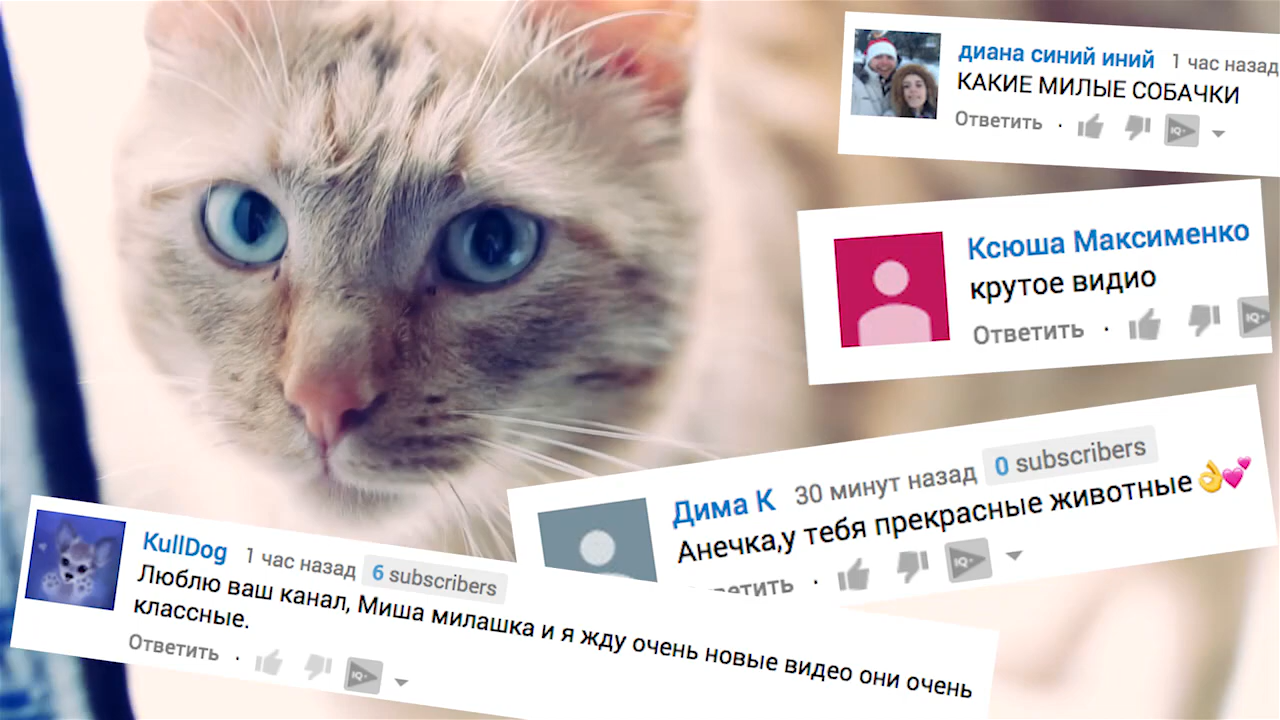 диана синий иний 1 час назад
КАКИЕ МИЛЫЕ СОБАЧКИ
Ответить ·
Ксюша Максименко
крутое видио
Ответить ·
Дима К 30 минут назад 0 subscribers
Анечка,у тебя прекрасные животные👌💕
ветить ·
KullDog 1 час назад 6 subscribers
Люблю ваш канал, Миша милашка и я жду очень новые видео они очень
классные.
Ответить ·